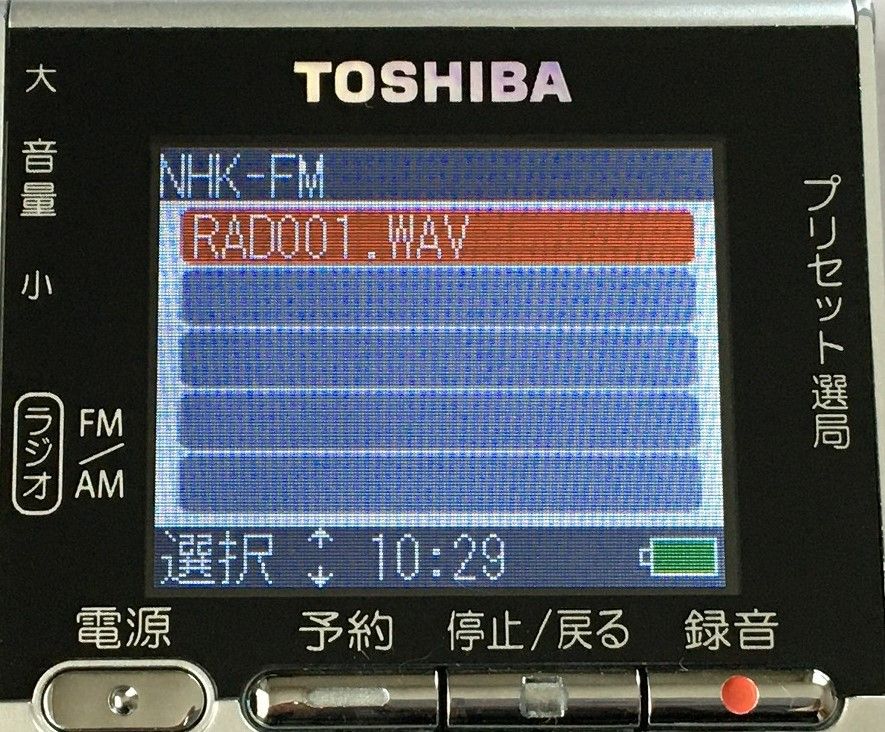 TOSHIBA
大
音量
小
NHK-FM
RAD001.WAV
プリセット選局
ラジオ
FM/AM
選択 ↑↓ 10:29
電源
予約
停止/戻る
録音